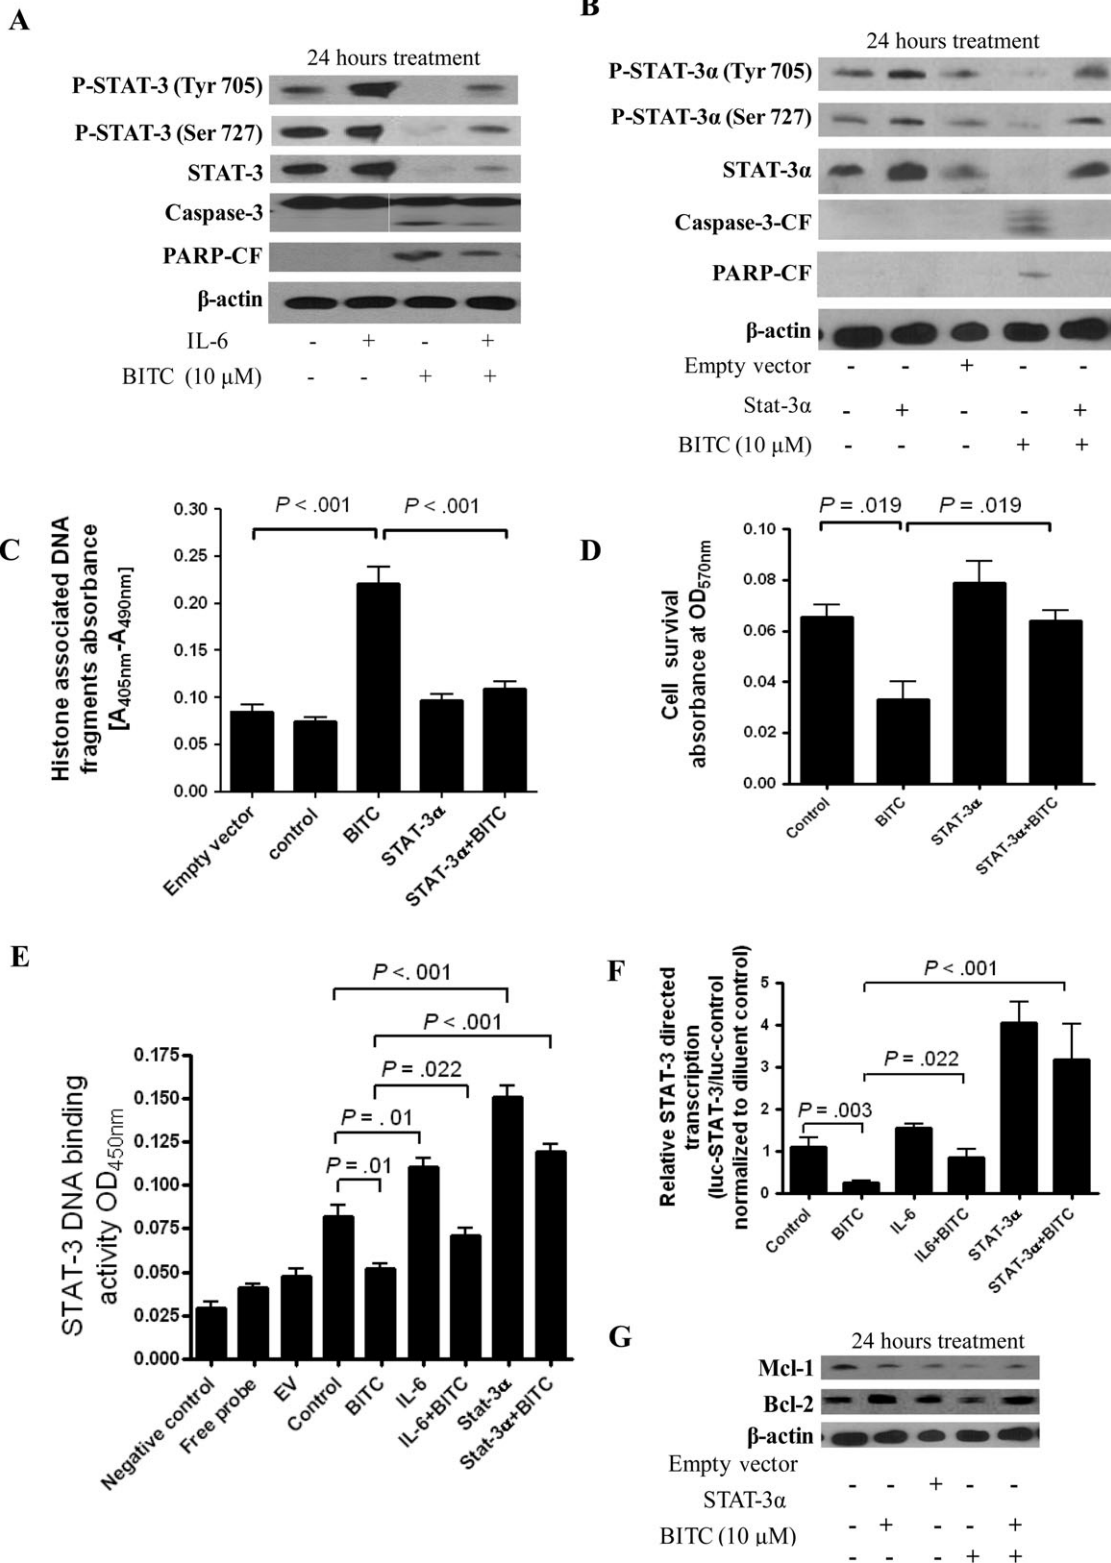 A
24 hours treatment
P-STAT-3 (Tyr 705)
P-STAT-3 (Ser 727)
STAT-3
Caspase-3
PARP-CF
β-actin
IL-6 - + - +
BITC (10 µM) - - + +
B
24 hours treatment
P-STAT-3α (Tyr 705)
P-STAT-3α (Ser 727)
STAT-3α
Caspase-3-CF
PARP-CF
β-actin
Empty vector - - + - -
Stat-3α - + - - +
BITC (10 µM) - - - + +
C
P < .001 P < .001
Histone associated DNA
fragments absorbance
[A405nm-A490nm]
0.30
0.25
0.20
0.15
0.10
0.05
0.00
Empty vector
control
BITC
STAT-3α
STAT-3α+BITC
D
P = .019 P = .019
Cell survival
absorbance at OD570nm
0.10
0.08
0.06
0.04
0.02
0.00
Control
BITC
STAT-3α
STAT-3α+BITC
E
P <. 001
P < .001
P = .022
P = . 01
P = .01
STAT-3 DNA binding
activity OD450nm
0.175
0.150
0.125
0.100
0.075
0.050
0.025
0.000
Negative control
Free probe
EV
Control
BITC
IL-6
IL-6+BITC
Stat-3α
Stat-3α+BITC
F
P < .001
P = .022
P = .003
Relative STAT-3 directed
transcription
(luc-STAT-3/luc-control
normalized to diluent control)
5
4
3
2
1
0
Control
BITC
IL-6
IL6+BITC
STAT-3α
STAT-3α+BITC
G
24 hours treatment
Mcl-1
Bcl-2
β-actin
Empty vector
- - + - -
STAT-3α
- + - - +
BITC (10 µM)
- - - + +